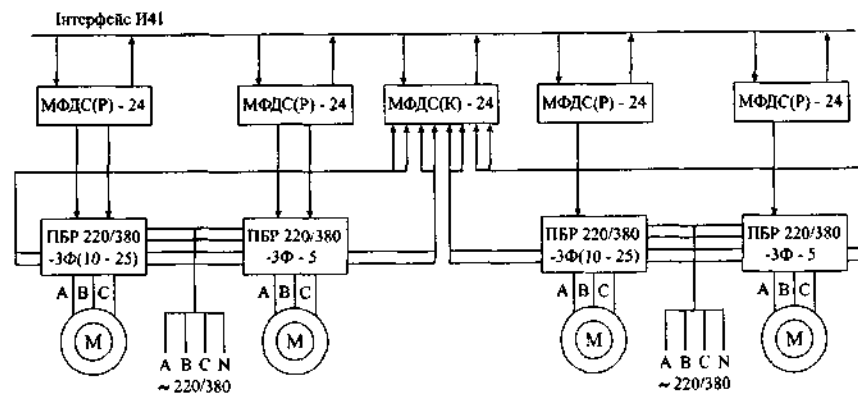 Інтерфейс И41
МФДС(Р) - 24
МФДС(Р) - 24
МФДС(К) - 24
МФДС(Р) - 24
МФДС(Р) - 24
ПБР 220/380
-3Ф(10 - 25)
ПБР 220/380
-3Ф - 5
ПБР 220/380
-3Ф(10 - 25)
ПБР 220/380
-3Ф - 5
А В С
А В С
А В С
А В С
М
М
М
М
А В С N
~ 220/380
А В С N
~ 220/380